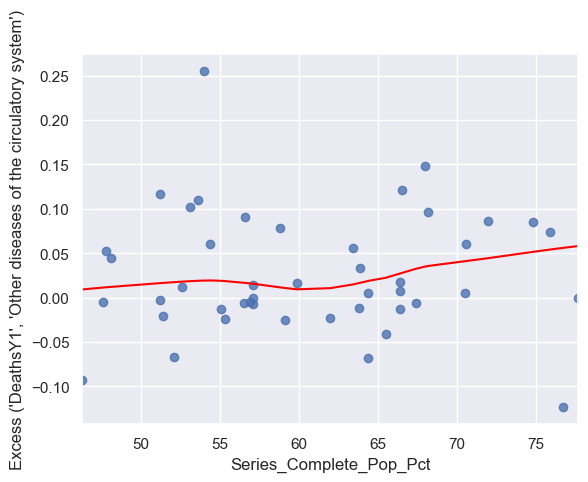 Excess ('DeathsY1', 'Other diseases of the circulatory system')
0.25
0.20
0.15
0.10
0.05
0.00
−0.05
−0.10
50 55 60 65 70 75
Series_Complete_Pop_Pct